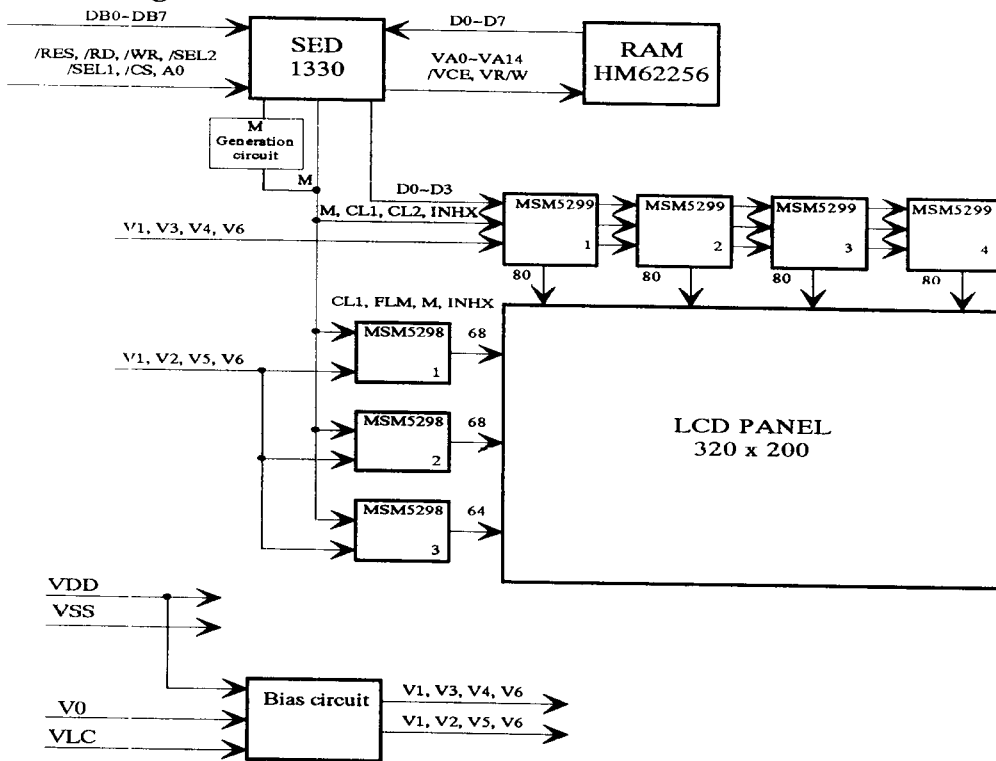 DB0~DB7
/RES, /RD, /WR, /SEL2
/SEL1, /CS, A0
SED
1330
D0~D7
VA0~VA14
/VCE, VR/W
RAM
HM62256
M
Generation
circuit
M
D0~D3
M, CL1, CL2, INHX
V1, V3, V4, V6
MSM5299
1
MSM5299
2
MSM5299
3
MSM5299
4
80
80
80
80
CL1, FLM, M, INHX
V1, V2, V5, V6
MSM5298
1
68
MSM5298
2
68
MSM5298
3
64
LCD PANEL
320 x 200
VDD
VSS
V0
VLC
Bias circuit
V1, V3, V4, V6
V1, V2, V5, V6